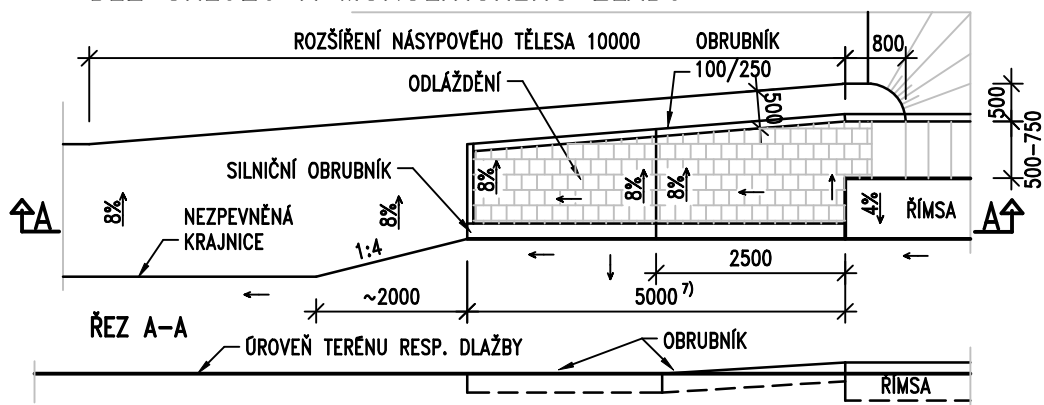 ROZŠÍŘENÍ NÁSYPOVÉHO TĚLESA 10000
OBRUBNÍK
100/250
800
ODLÁŽDĚNÍ
500
500
500-750
SILNIČNÍ OBRUBNÍK
8%
8%
8%
8%
8%
4%
ŘÍMSA
A
A
NEZPEVNĚNÁ
KRAJNICE
1:4
2500
~2000
5000 7)
ŘEZ A-A
ÚROVEŇ TERÉNU RESP. DLAŽBY
OBRUBNÍK
ŘÍMSA